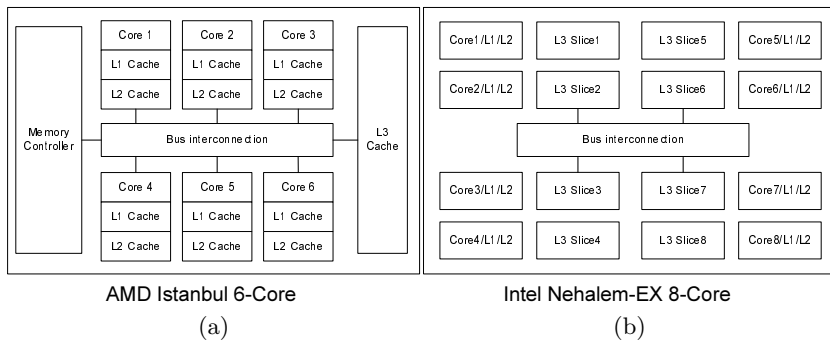 Core 1 Core 2 Core 3
L1 Cache L1 Cache L1 Cache
L2 Cache L2 Cache L2 Cache
Memory
Controller
Bus interconnection
L3
Cache
Core 4 Core 5 Core 6
L1 Cache L1 Cache L1 Cache
L2 Cache L2 Cache L2 Cache
AMD Istanbul 6-Core
(a)
Core1/L1/L2 L3 Slice1 L3 Slice5 Core5/L1/L2
Core2/L1/L2 L3 Slice2 L3 Slice6 Core6/L1/L2
Bus interconnection
Core3/L1/L2 L3 Slice3 L3 Slice7 Core7/L1/L2
Core4/L1/L2 L3 Slice4 L3 Slice8 Core8/L1/L2
Intel Nehalem-EX 8-Core
(b)